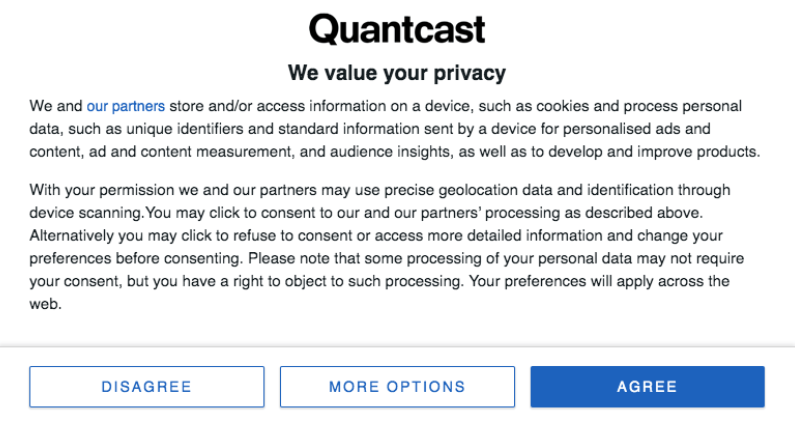 Quantcast
We value your privacy
We and our partners store and/or access information on a device, such as cookies and process personal
data, such as unique identifiers and standard information sent by a device for personalised ads and
content, ad and content measurement, and audience insights, as well as to develop and improve products.
With your permission we and our partners may use precise geolocation data and identification through
device scanning.You may click to consent to our and our partners’ processing as described above.
Alternatively you may click to refuse to consent or access more detailed information and change your
preferences before consenting. Please note that some processing of your personal data may not require
your consent, but you have a right to object to such processing. Your preferences will apply across the
web.
DISAGREE
MORE OPTIONS
AGREE